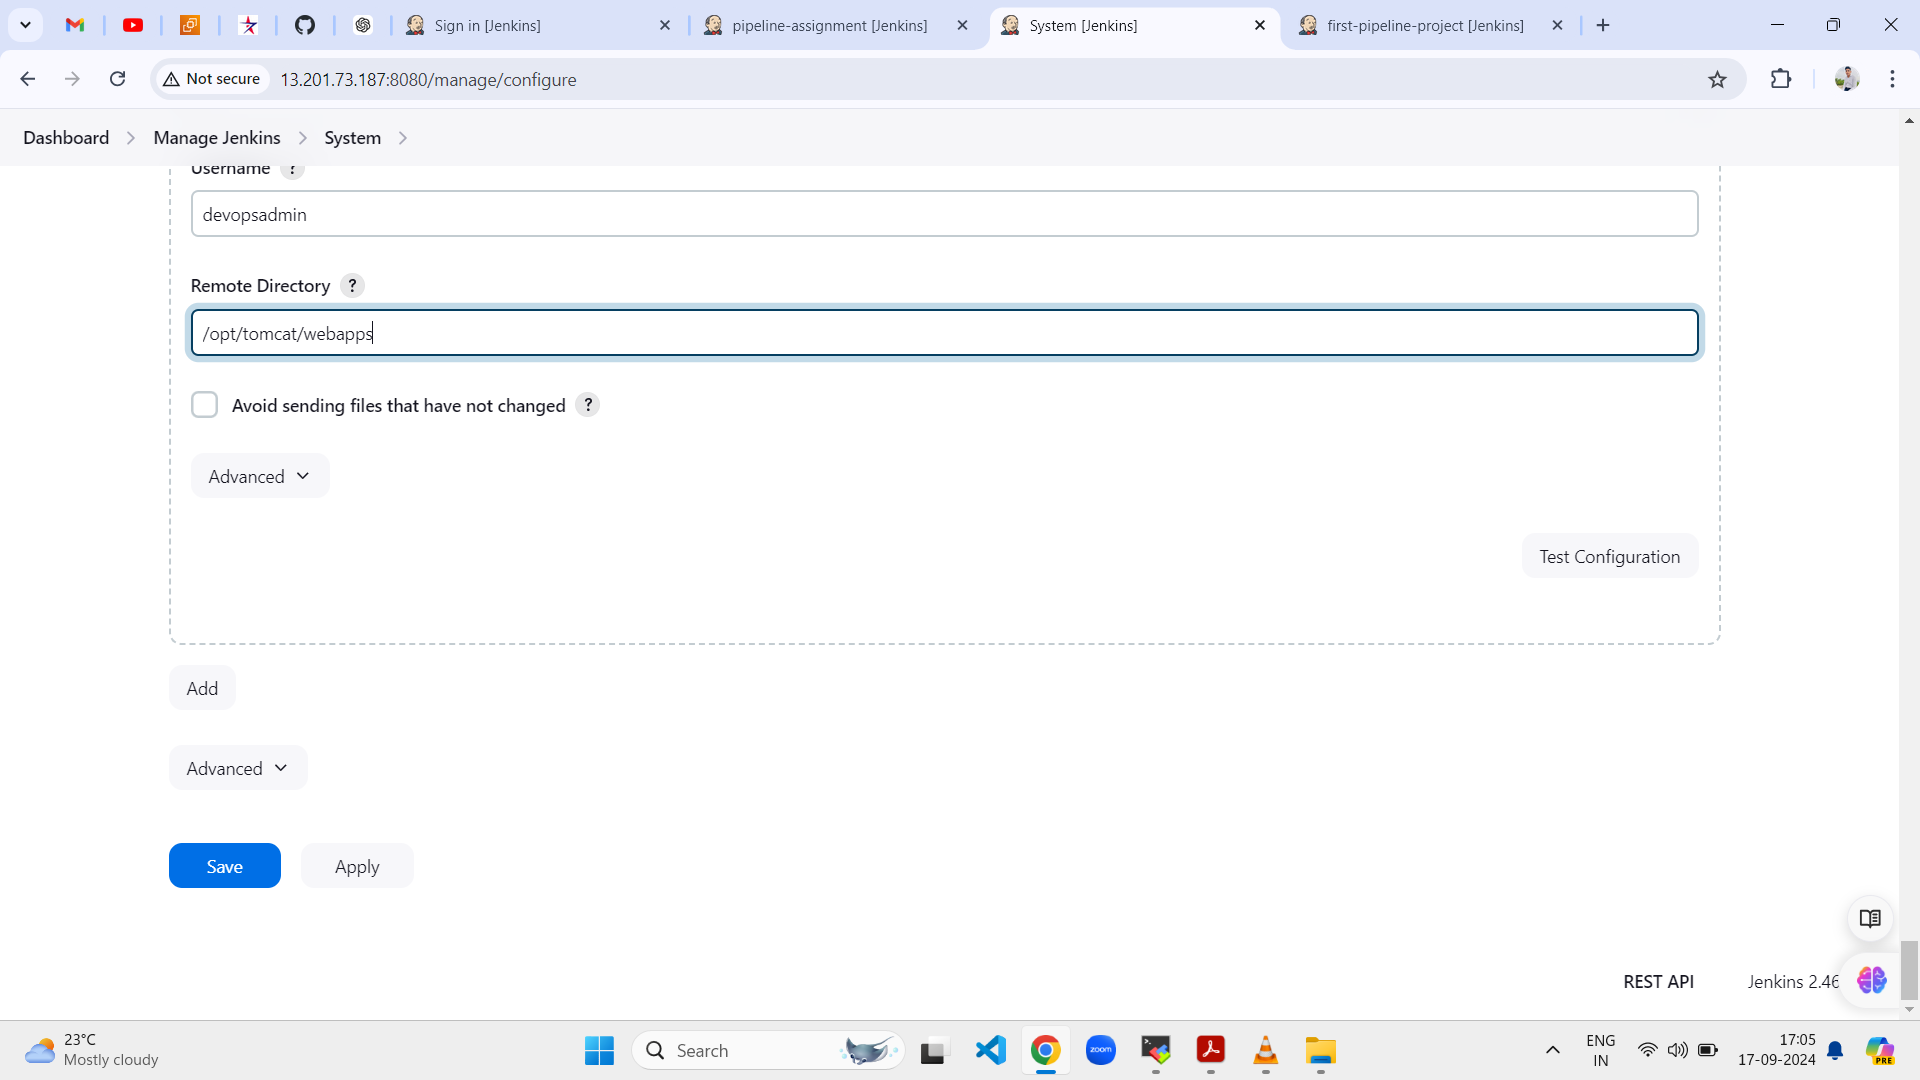 Sign in [Jenkins]
pipeline-assignment [Jenkins]
System [Jenkins]
first-pipeline-project [Jenkins]
Not secure
13.201.73.187:8080/manage/configure
Dashboard
Manage Jenkins
System
Username ?
devopsadmin
Remote Directory ?
/opt/tomcat/webapps
Avoid sending files that have not changed ?
Advanced
Test Configuration
Add
Advanced
Save
Apply
REST API
Jenkins 2.46
23°C
Mostly cloudy
Search
zoom
ENG
IN
17:05
17-09-2024
PRE